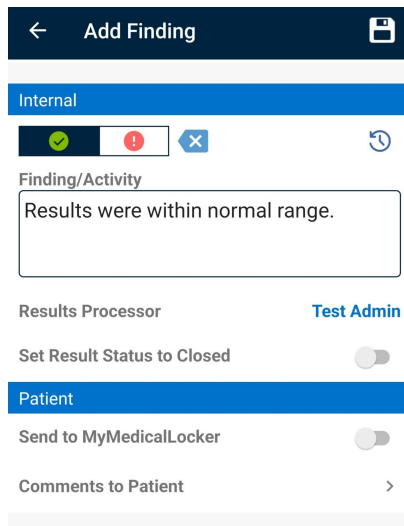 Add Finding
Internal
Finding/Activity
Results were within normal range.
Results Processor Test Admin
Set Result Status to Closed
Patient
Send to MyMedicalLocker
Comments to Patient